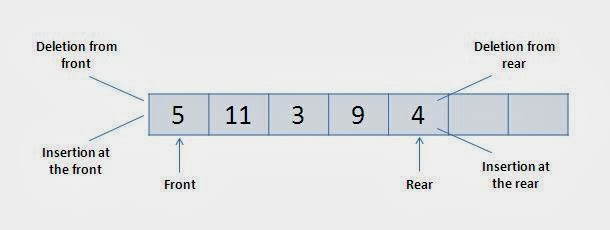 Deletion from
front
Deletion from
rear
5 11 3 9 4
Insertion at
the front
Front
Rear
Insertion at
the rear